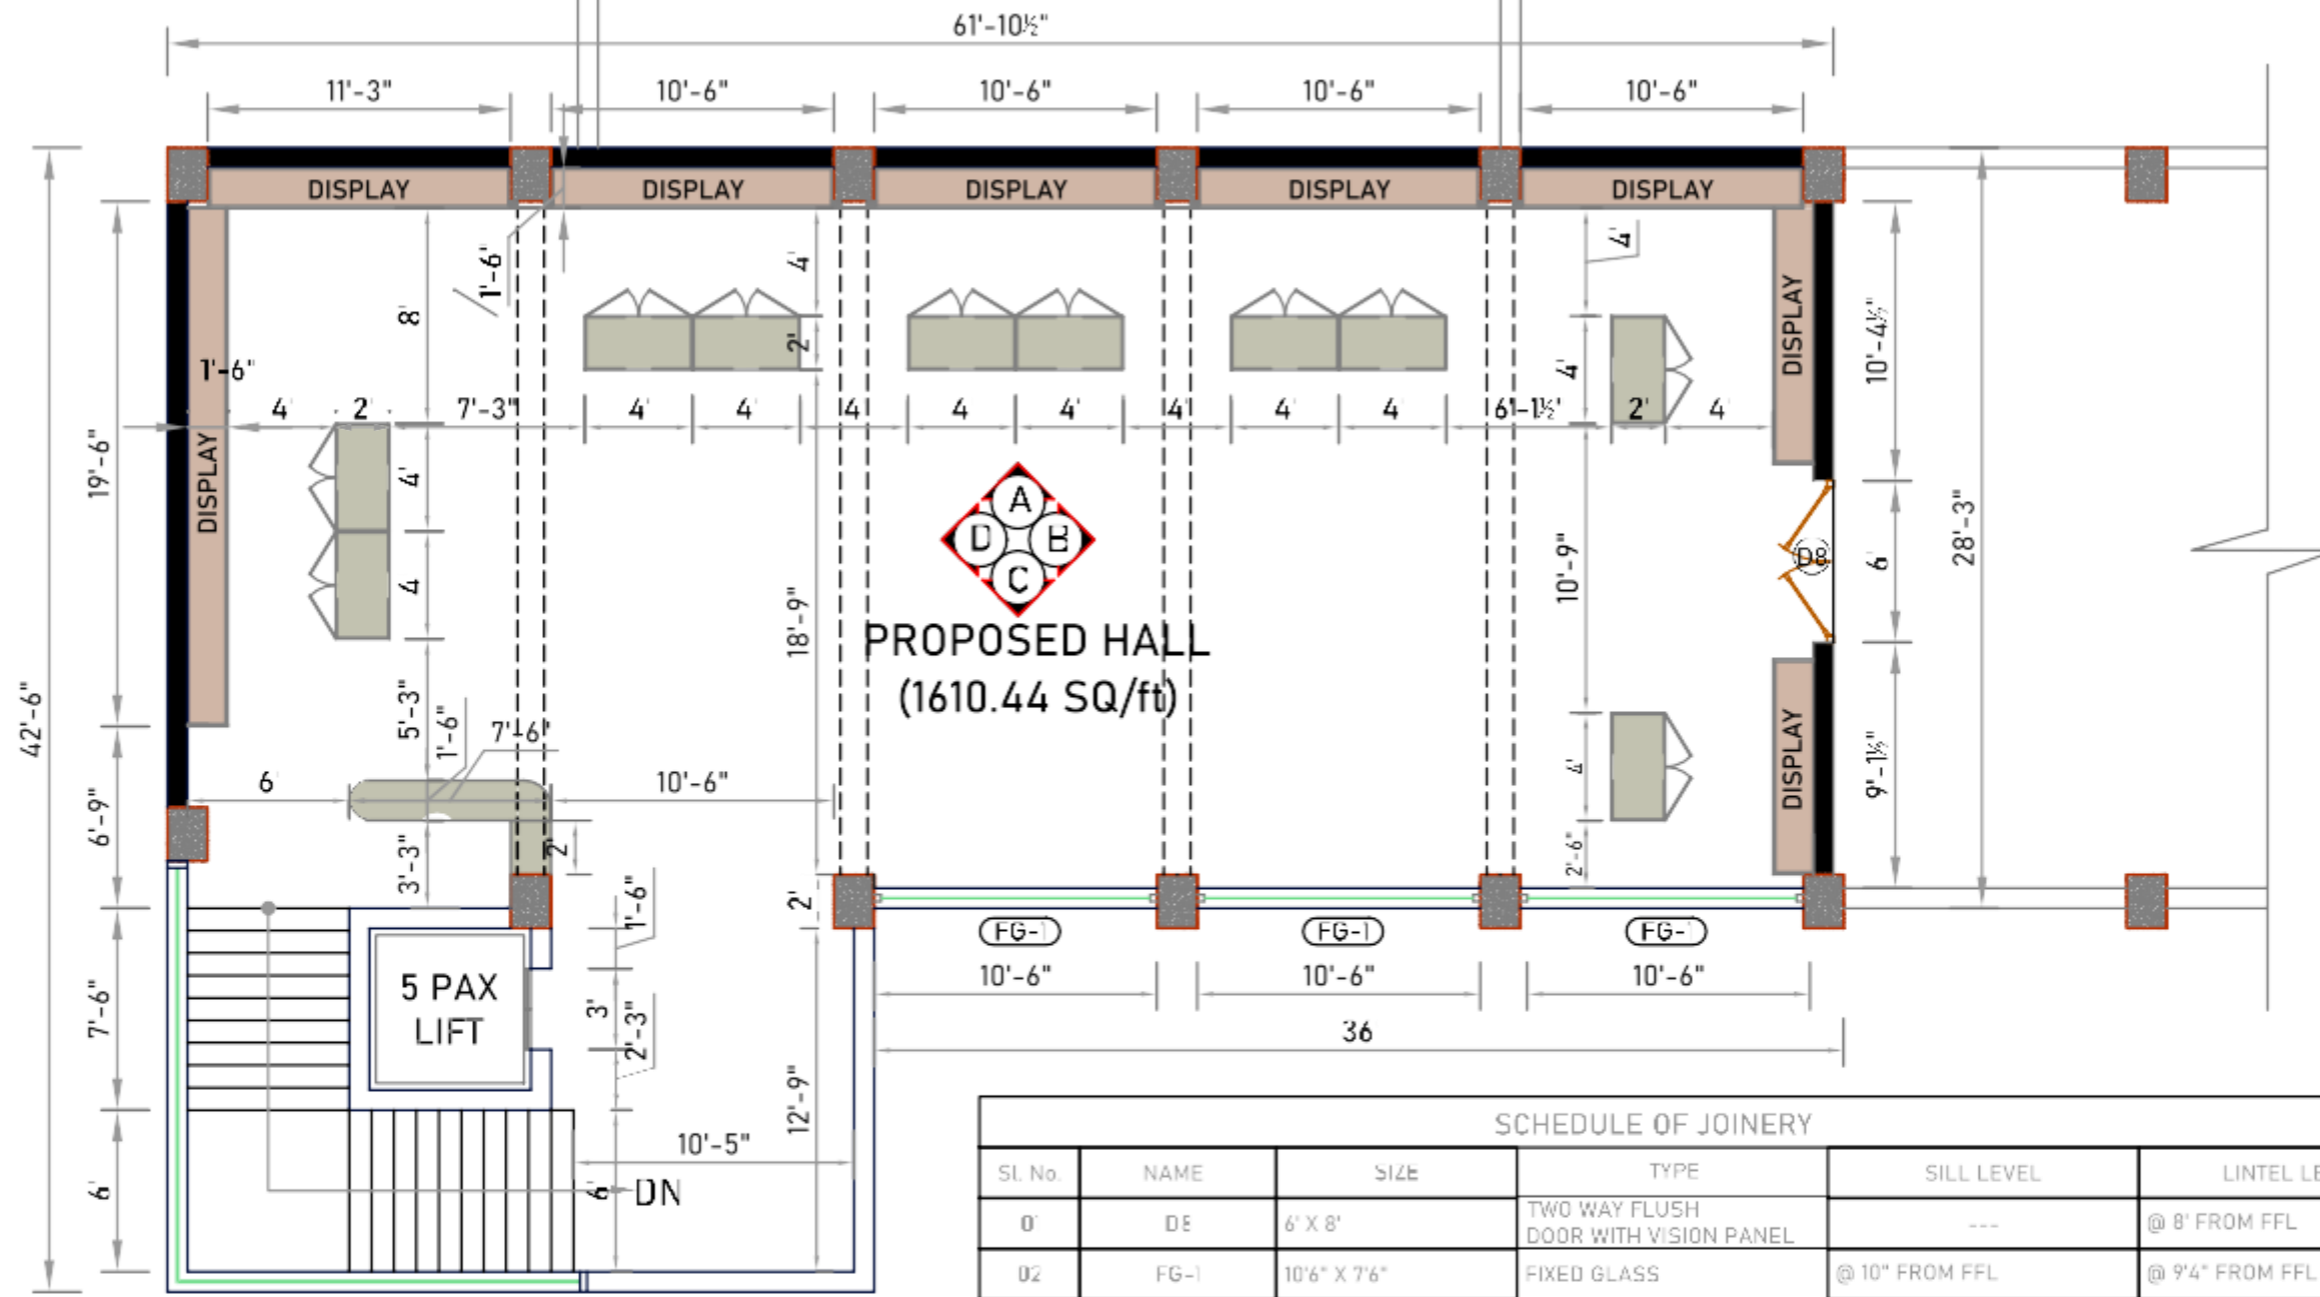 61'-10½"
11'-3"
10'-6"
10'-6"
10'-6"
10'-6"
DISPLAY
DISPLAY
DISPLAY
DISPLAY
DISPLAY
1'-6"
8'
4'
4'
2'
4'
DISPLAY
10'-4½"
1'-6"
4'
2'
7'-3"
4'
4'
4'
4
4'
4'
4'
4'
6'-1½'
2'
4'
19'-6"
DISPLAY
4'
4
A
D
B
C
D8
6'
28'-3"
10'-9"
18'-9"
PROPOSED HALL
(1610.44 SQ/ft)
42'-6"
5'-3"
1'-6"
7'-6'
6'
10'-6"
4'
DISPLAY
9'-1½"
6'-9"
3'-3"
2'
1'-6"
2'
2'-6"
FG-1
FG-1
FG-1
10'-6"
10'-6"
10'-6"
36
7'-6"
5 PAX
LIFT
3'
2'-3"
12'-9"
10'-5"
6'
6'
DN
SCHEDULE OF JOINERY
Sl. No. NAME SIZE TYPE SILL LEVEL LINTEL
D8 6' X 8' TWO WAY FLUSH
DOOR WITH VISION PANEL --- @ 8' FROM FFL
02 FG-1 10'6" X 7'6" FIXED GLASS @ 10" FROM FFL @ 9'4" FROM FFL